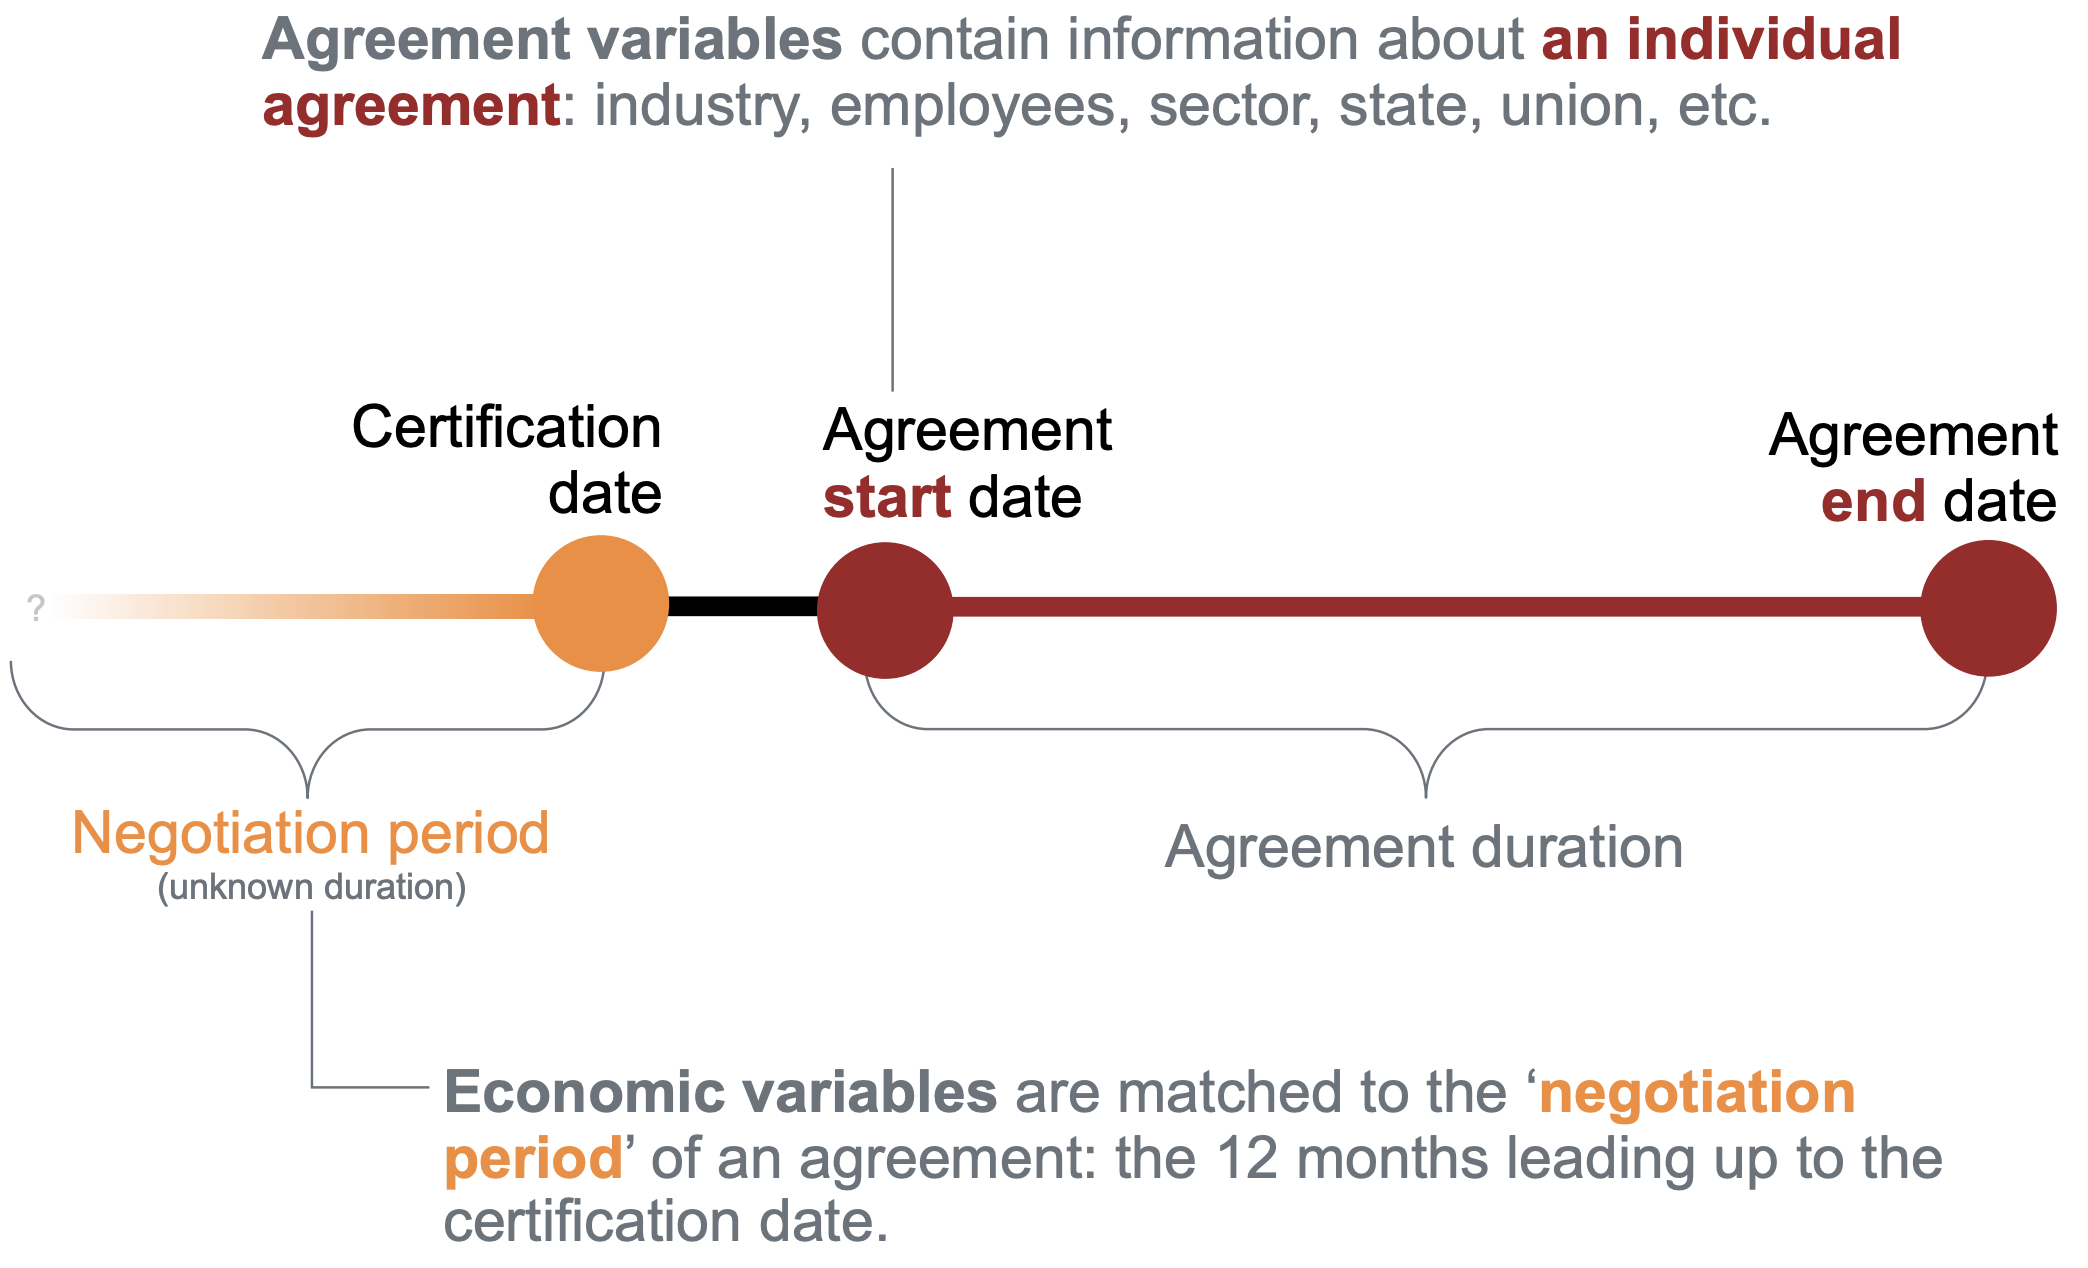 Agreement variables contain information about an individual
agreement: industry, employees, sector, state, union, etc.
Certification
date
Agreement
start date
Agreement
end date
?
Negotiation period
(unknown duration)
Agreement duration
Economic variables are matched to the ‘negotiation
period’ of an agreement: the 12 months leading up to the
certification date.